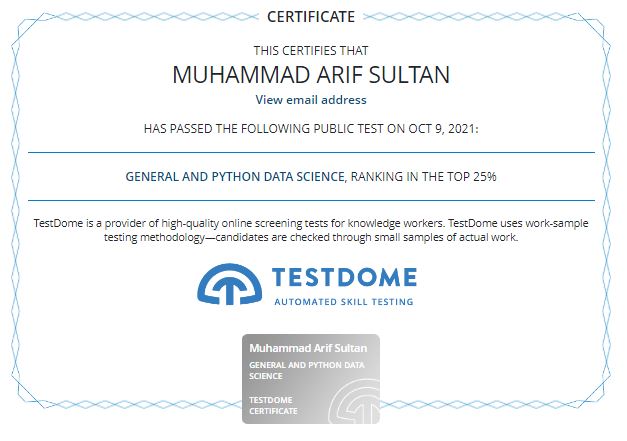 CERTIFICATE
THIS CERTIFIES THAT
MUHAMMAD ARIF SULTAN
View email address
HAS PASSED THE FOLLOWING PUBLIC TEST ON OCT 9, 2021:
GENERAL AND PYTHON DATA SCIENCE, RANKING IN THE TOP 25%
TestDome is a provider of high-quality online screening tests for knowledge workers. TestDome uses work-sample
testing methodology—candidates are checked through small samples of actual work.
TESTDOME
AUTOMATED SKILL TESTING
Muhammad Arif Sultan
GENERAL AND PYTHON DATA
SCIENCE
TESTDOME
CERTIFICATE